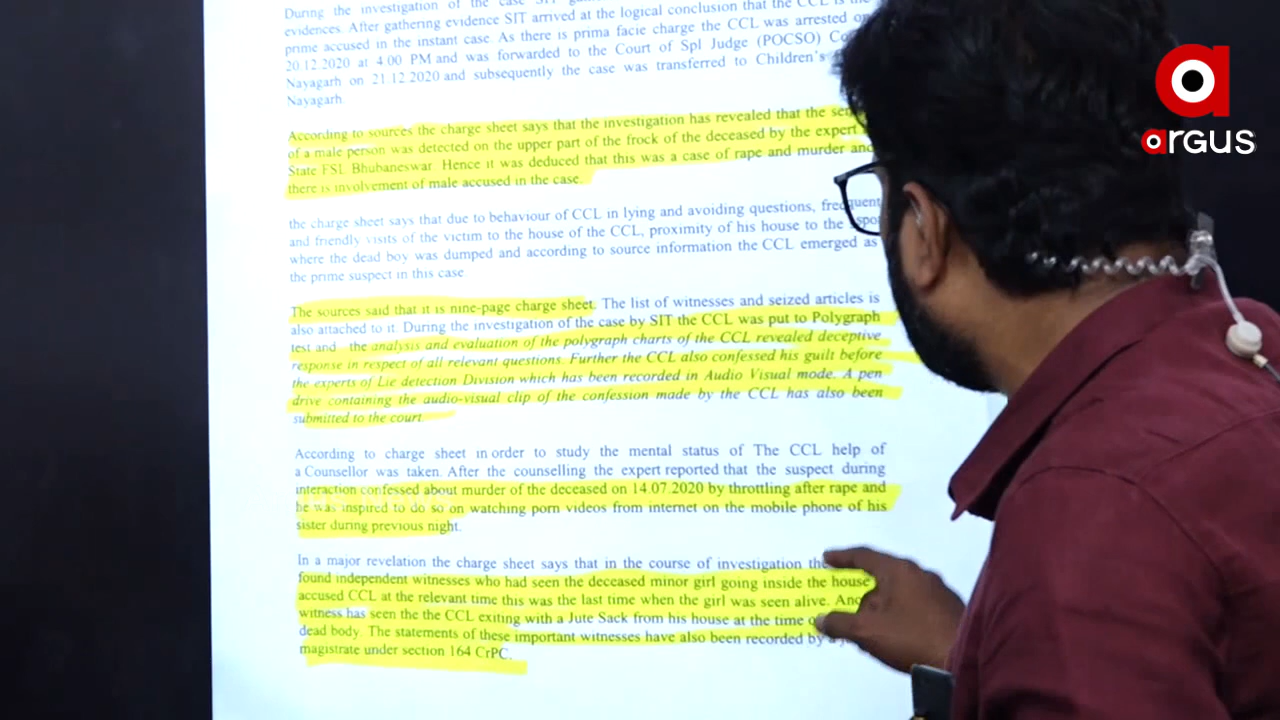 During the investigation of the case SIT
evidences. After gathering evidence SIT arrived at the logical conclusion that the CCL is the
prime accused in the instant case. As there is prima facie charge the CCL was arrested on
20.12.2020 at 4.00 PM and was forwarded to the Court of Spl Judge (POCSO)
Nayagarh on 21.12.2020 and subsequently the case was transferred to Children's
Nayagarh
According to sources the charge sheet says that the investigation has revealed that the
of a male person was detected on the upper part of the frock of the deceased by the expert
State FSL Bhubaneswar Hence it was deduced that this was a case of rape and murder and
there is involvement of male accused in the case.
the charge sheet says that due to behaviour of CCL in lying and avoiding questions, frequent
and friendly visits of the victim to the house of the CCL, proximity of his house to the spot
where the dead boy was dumped and according to source information the CCL emerged as
the prime suspect in this case.
The sources said that it is nine-page charge sheet. The list of witnesses and seized articles is
also attached to it. During the investigation of the case by SIT the CCL was put to Polygraph
test and the analysis and evaluation of the polygraph charts of the CCL revealed deceptive
response in respect of all relevant questions. Further the CCL also confessed his guilt before
the experts of Lie detection Division which has been recorded in Audio Visual mode. A pen
drive containing the audio-visual clip of the confession made by the CCL has also been
submitted to the court.
According to charge sheet in order to study the mental status of The CCL help of
a Counsellor was taken. After the counselling the expert reported that the suspect during
interaction confessed about murder of the deceased on 14.07.2020 by throttling after rape and
he was inspired to do so on watching porn videos from internet on the mobile phone of his
sister during previous night.
In a major revelation the charge sheet says that in the course of investigation
found independent witnesses who had seen the deceased minor girl going inside the house
accused CCL at the relevant time this was the last time when the girl was seen alive.
witness has seen the the CCL exiting with a Jute Sack from his house at the time
dead body. The statements of these important witnesses have also been recorded by a
magistrate under section 164 CrPC.
a
argus